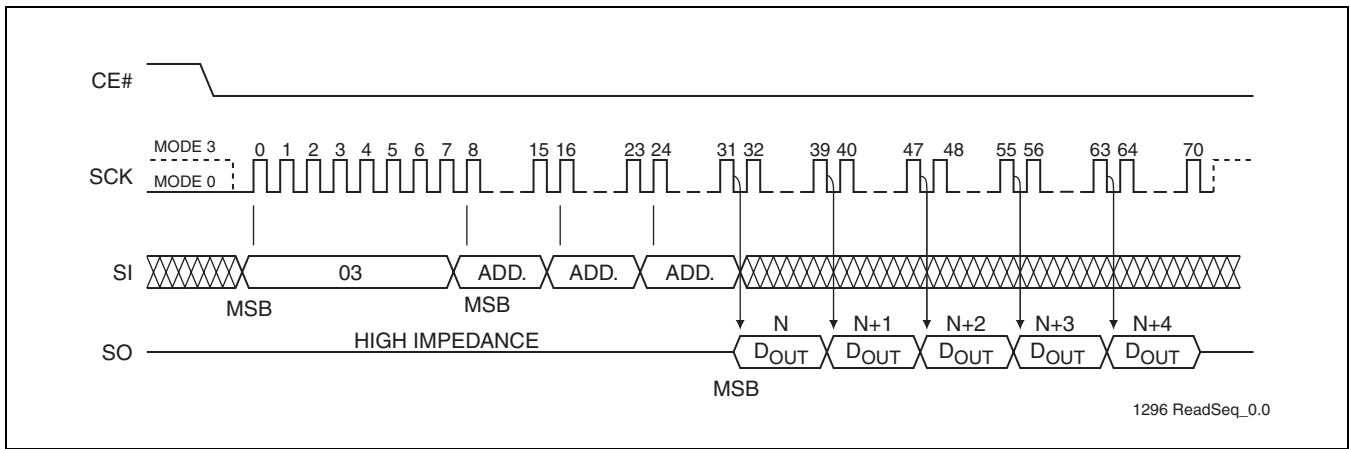 CE#
MODE 3
0 1 2 3 4 5 6 7 8 15 16 23 24 31 32 39 40 47 48 55 56 63 64 70
SCK
MODE 0
SI
03 ADD. ADD. ADD.
MSB MSB
N N+1 N+2 N+3 N+4
HIGH IMPEDANCE
SO
DOUT DOUT DOUT DOUT DOUT
MSB
1296 ReadSeq_0.0